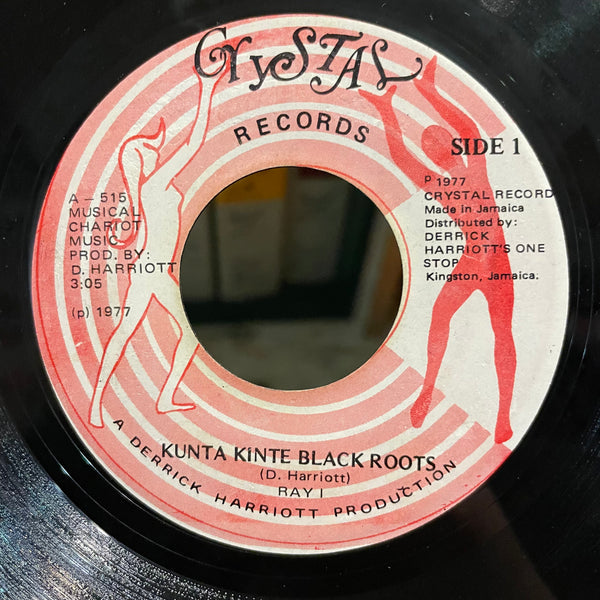 CRYSTAL
RECORDS
SIDE 1
A - 515
MUSICAL
CHARIOT
MUSIC
PROD. BY:
D. HARRIOTT
3:05
(p) 1977
p 1977
CRYSTAL RECORD
Made in Jamaica
Distributed by:
DERRICK
HARRIOTT'S ONE
STOP
Kingston, Jamaica.
KUNTA KINTE BLACK ROOTS
(D. Harriott)
RAY I
A DERRICK HARRIOTT PRODUCTION